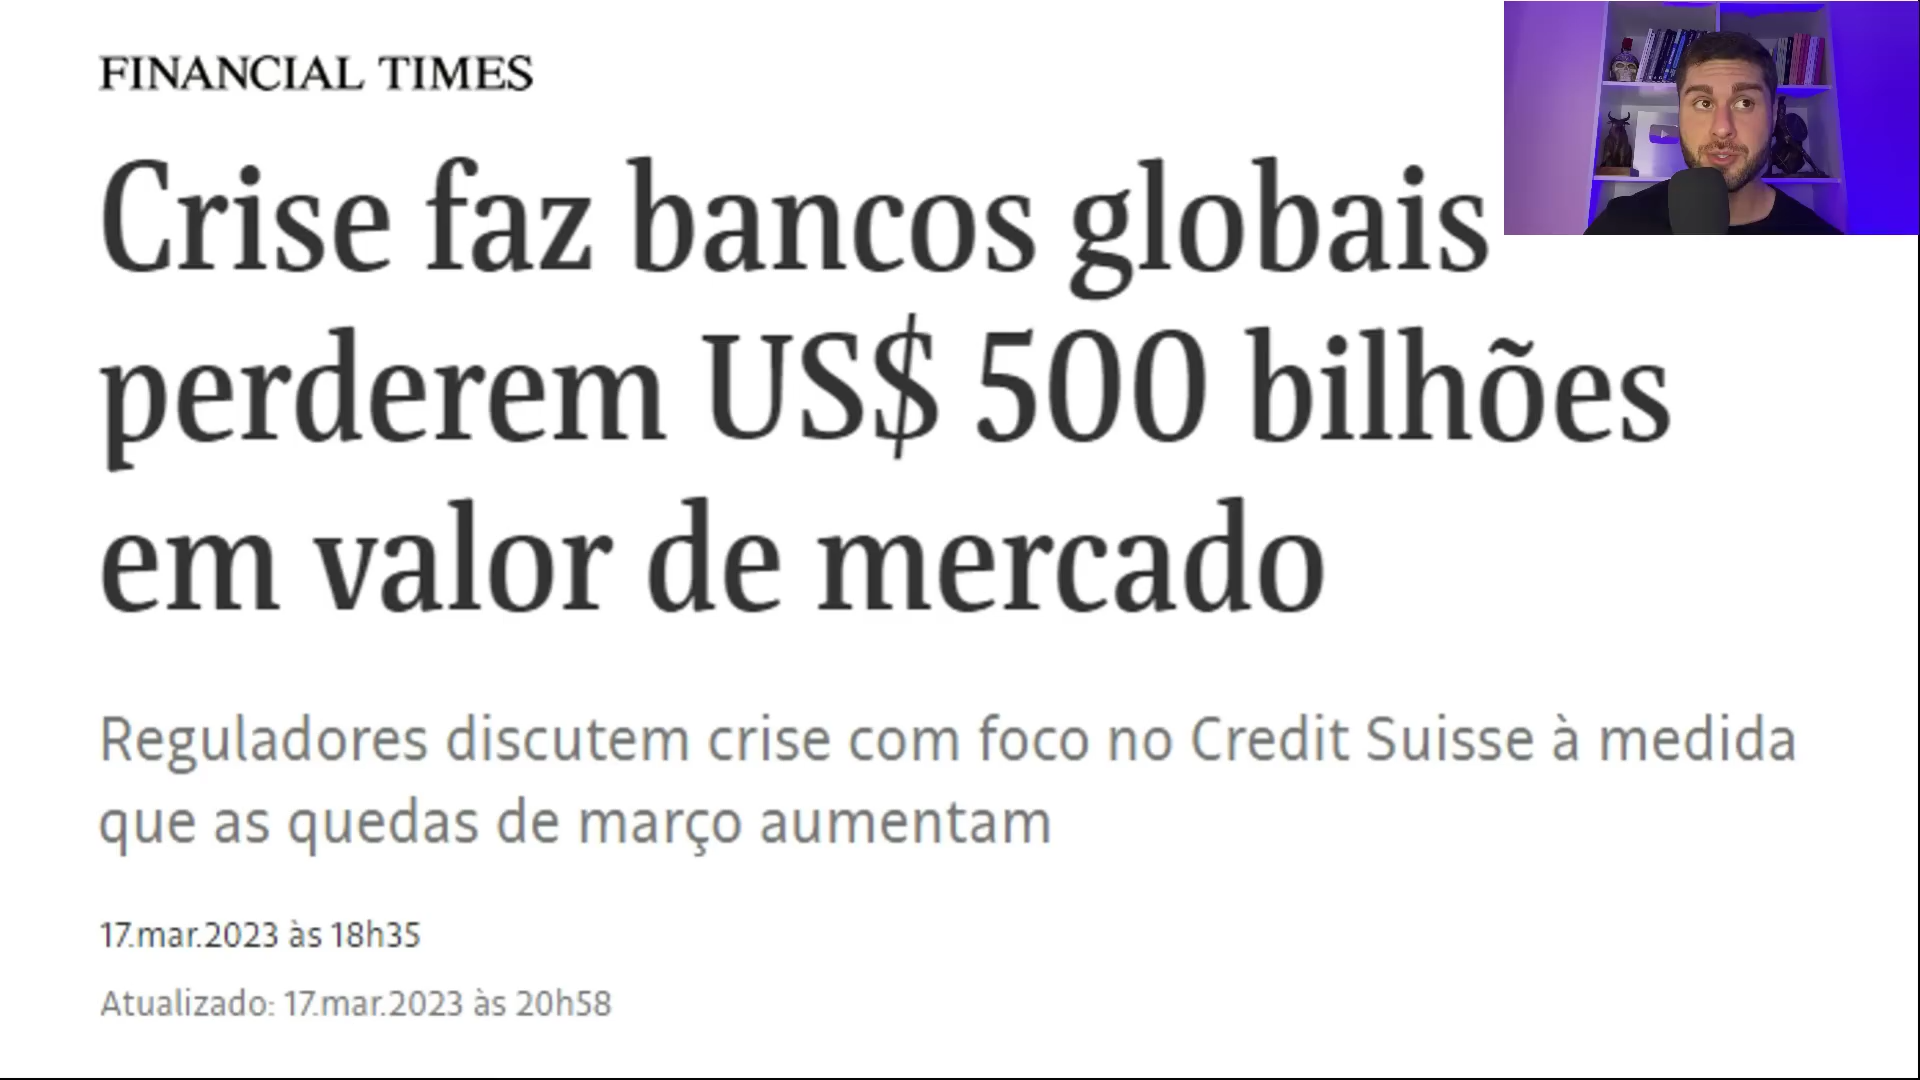 FINANCIAL TIMES
Crise faz bancos globais
perderem US$ 500 bilhões
em valor de mercado
Reguladores discutem crise com foco no Credit Suisse à medida
que as quedas de março aumentam
17.mar.2023 às 18h35
Atualizado: 17.mar.2023 às 20h58